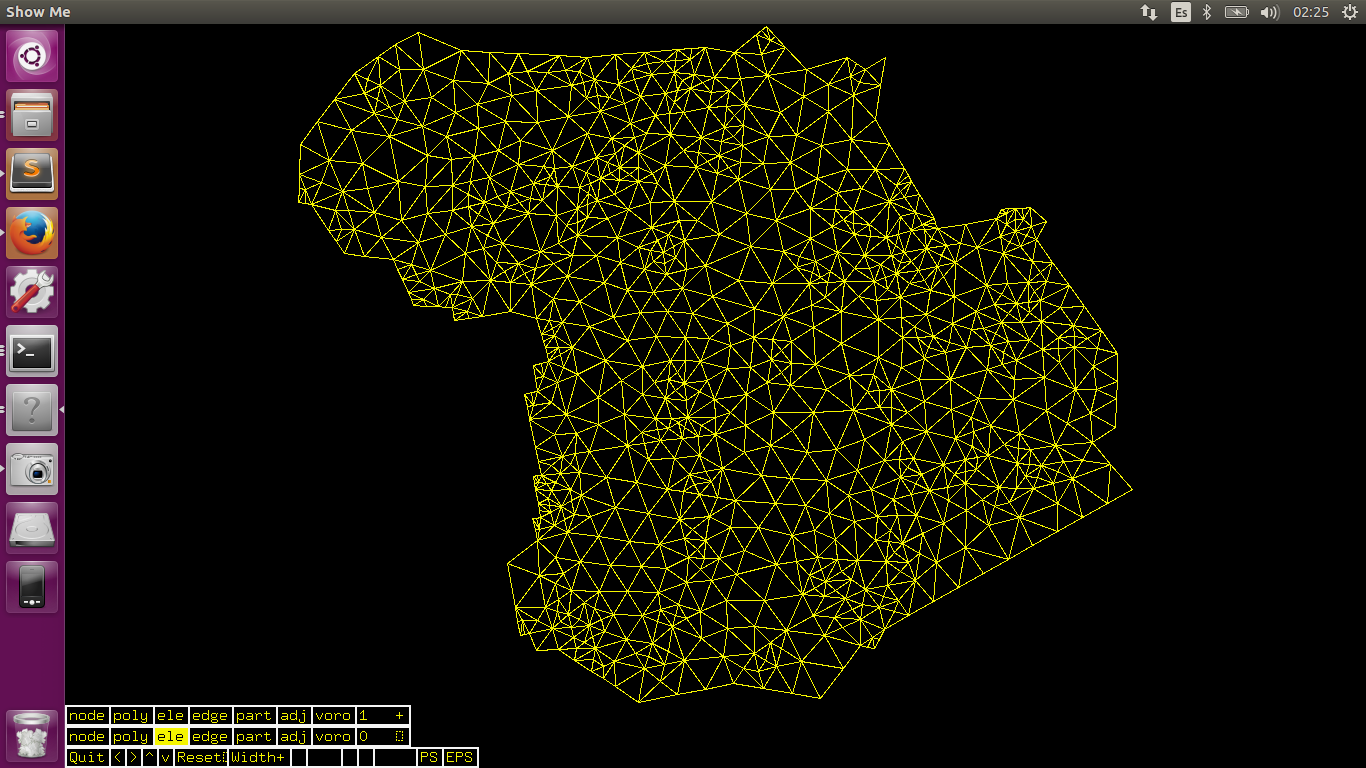 Show Me
Es
02:25
node poly ele edge part adj voro 1 +
node poly ele edge part adj voro 0
Quit < > ^ v Reset Width+ PS EPS